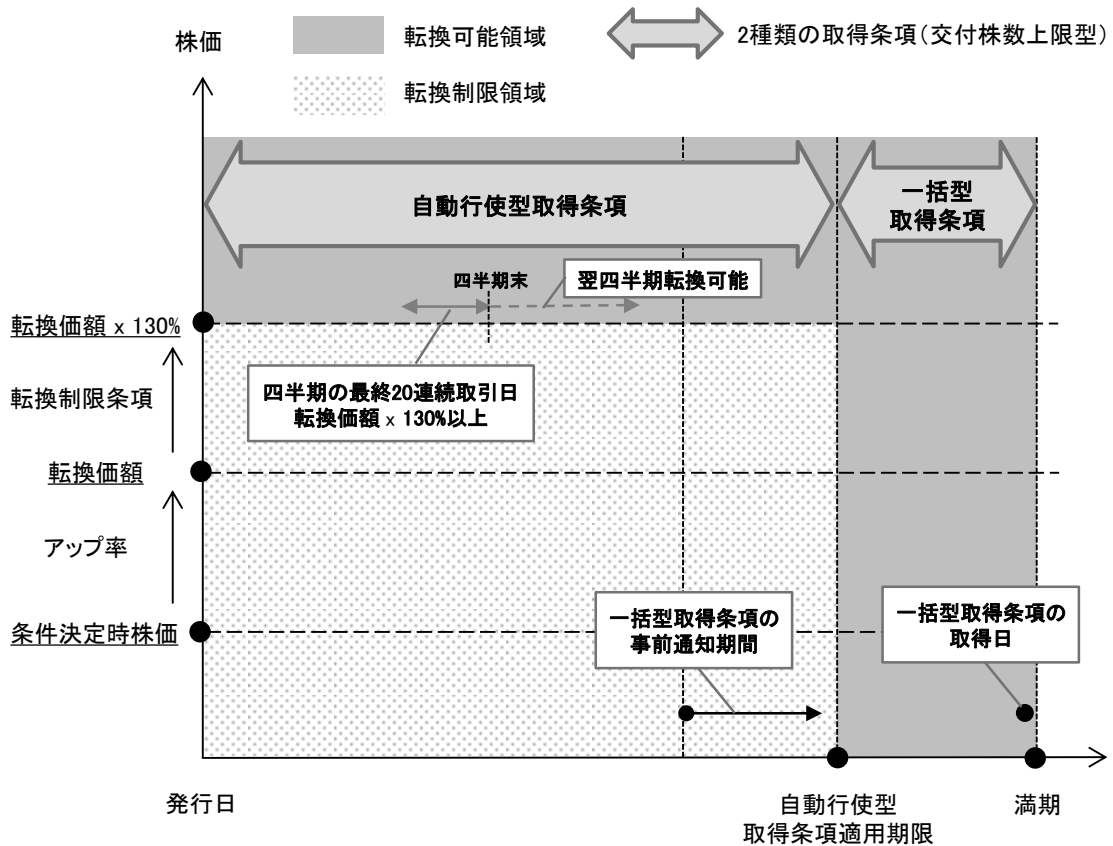 株価
転換可能領域
2種類の取得条項(交付株数上限型)
転換制限領域
自動行使型取得条項
一括型
取得条項
四半期末
翌四半期転換可能
転換価額 x 130%
四半期の最終20連続取引日
転換価額 x 130%以上
転換制限条項
転換価額
アップ率
一括型取得条項の
事前通知期間
一括型取得条項の
取得日
条件決定時株価
発行日
自動行使型
取得条項適用期限
満期